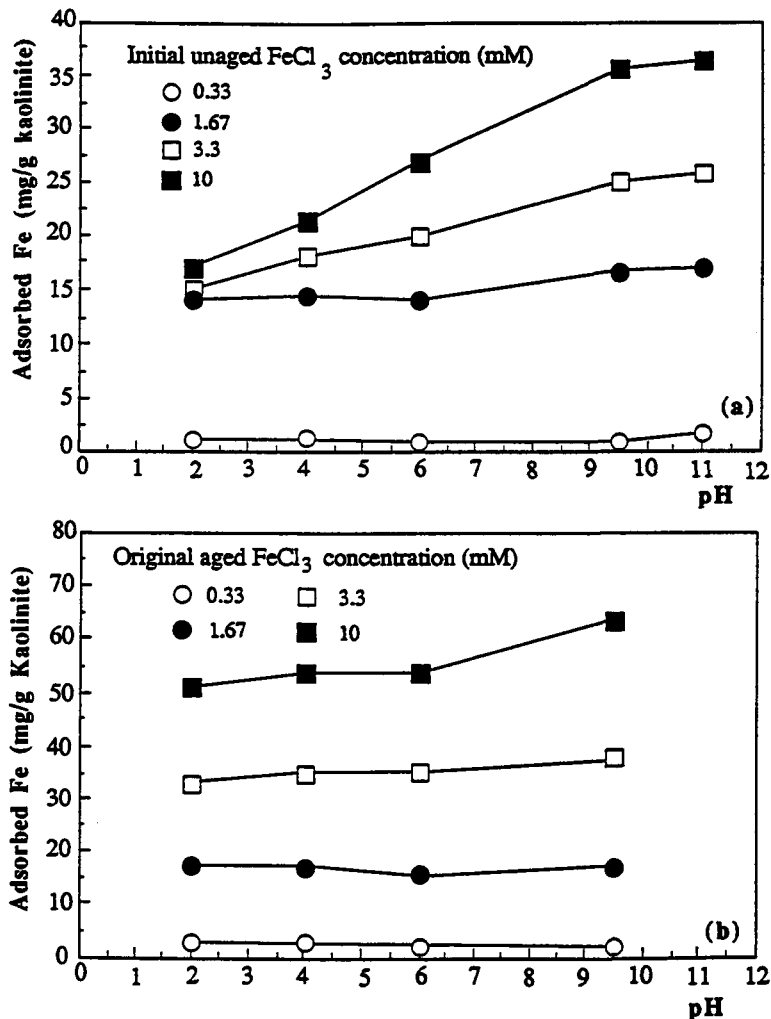 40
35
30
25
20
15
10
5
0
Adsorbed Fe (mg/g kaolinite)
Initial unaged FeCl3 concentration (mM)
0.33
1.67
3.3
10
(a)
0 1 2 3 4 5 6 7 8 9 10 11 12
pH
80
70
60
50
40
30
20
10
0
Adsorbed Fe (mg/g Kaolinite)
Original aged FeCl3 concentration (mM)
0.33 3.3
1.67 10
(b)
0 1 2 3 4 5 6 7 8 9 10 11 12
pH